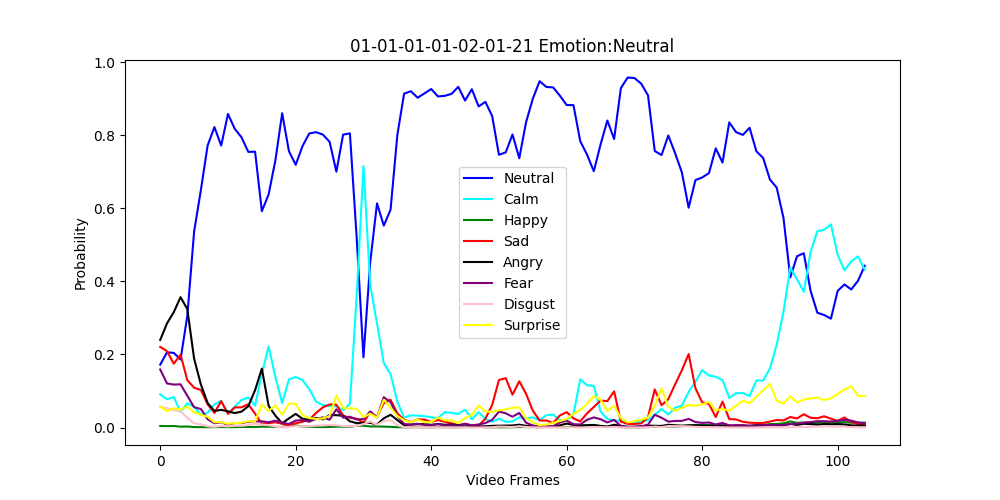 01-01-01-01-02-01-21 Emotion:Neutral
1.0
0.8
0.6
0.4
0.2
0.0
Probability
Neutral
Calm
Happy
Sad
Angry
Fear
Disgust
Surprise
0 20 40 60 80 100
Video Frames